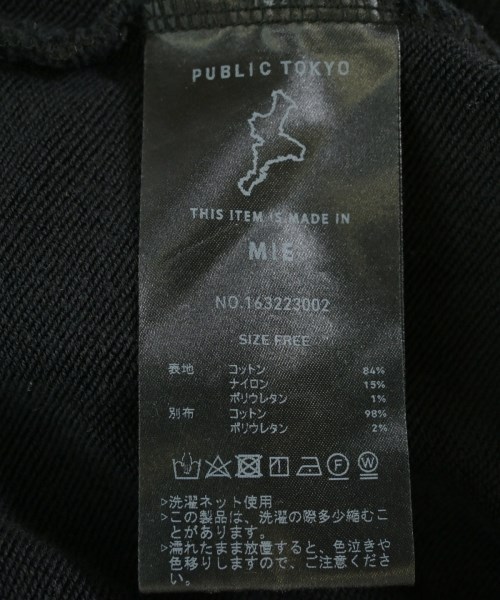 PUBLIC TOKYO
THIS ITEM IS MADE IN
MIE
NO.163223002
SIZE FREE
表地 コットン 84%
ナイロン 15%
ポリウレタン 1%
別布 コットン 98%
ポリウレタン 2%
F W
>洗濯ネット使用
>この製品は、洗濯の際多少縮むこ
とがあります。
>濡れたまま放置すると、色泣きや
色移りしますので、ご注意くださ
い。